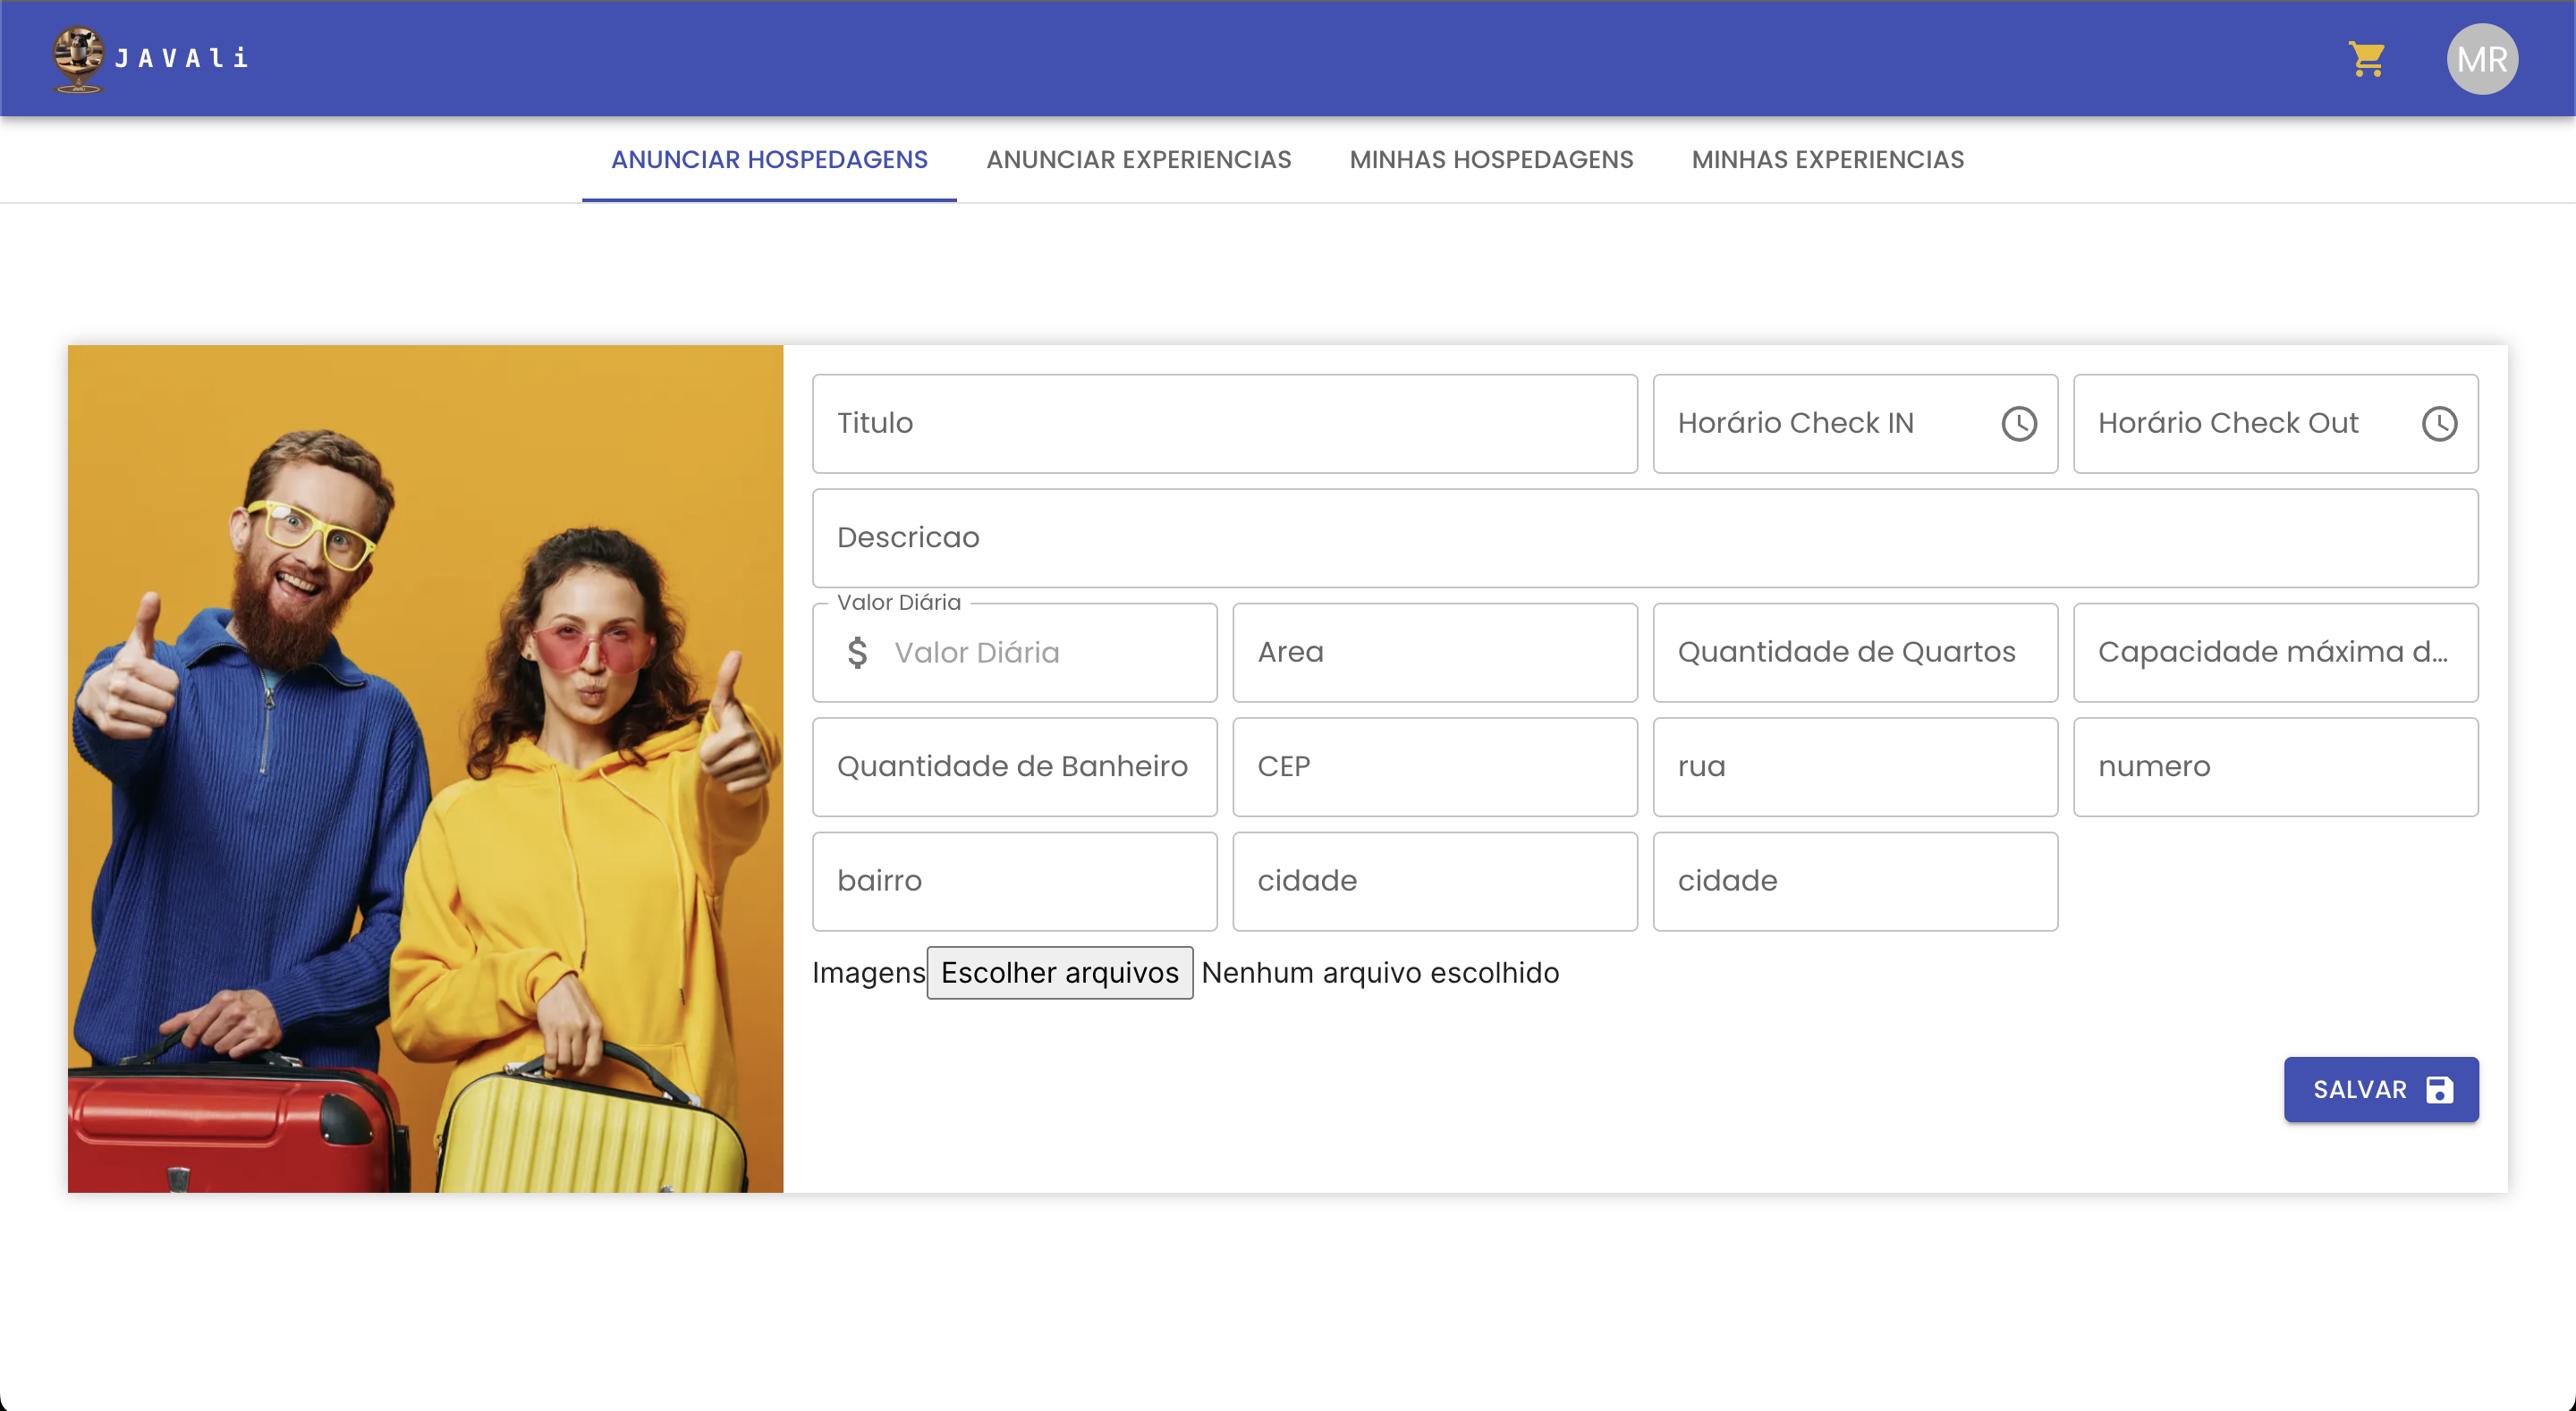 JAVAli
MR
ANUNCIAR HOSPEDAGENS ANUNCIAR EXPERIENCIAS MINHAS HOSPEDAGENS MINHAS EXPERIENCIAS
Titulo Horário Check IN Horário Check Out
Descricao
Valor Diária
$ Valor Diária Area Quantidade de Quartos Capacidade máxima d...
Quantidade de Banheiro CEP rua numero
bairro cidade cidade
Imagens Escolher arquivos Nenhum arquivo escolhido
SALVAR